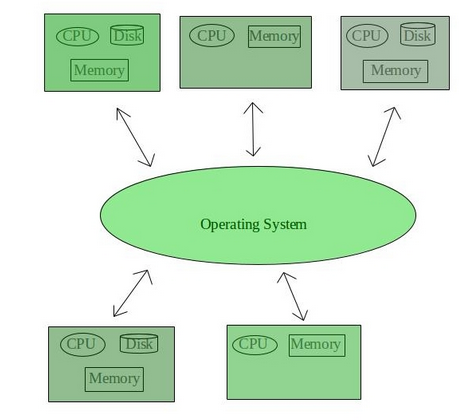 CPU Disk
Memory
CPU Memory
CPU Disk
Memory
Operating System
CPU Disk
Memory
CPU Memory